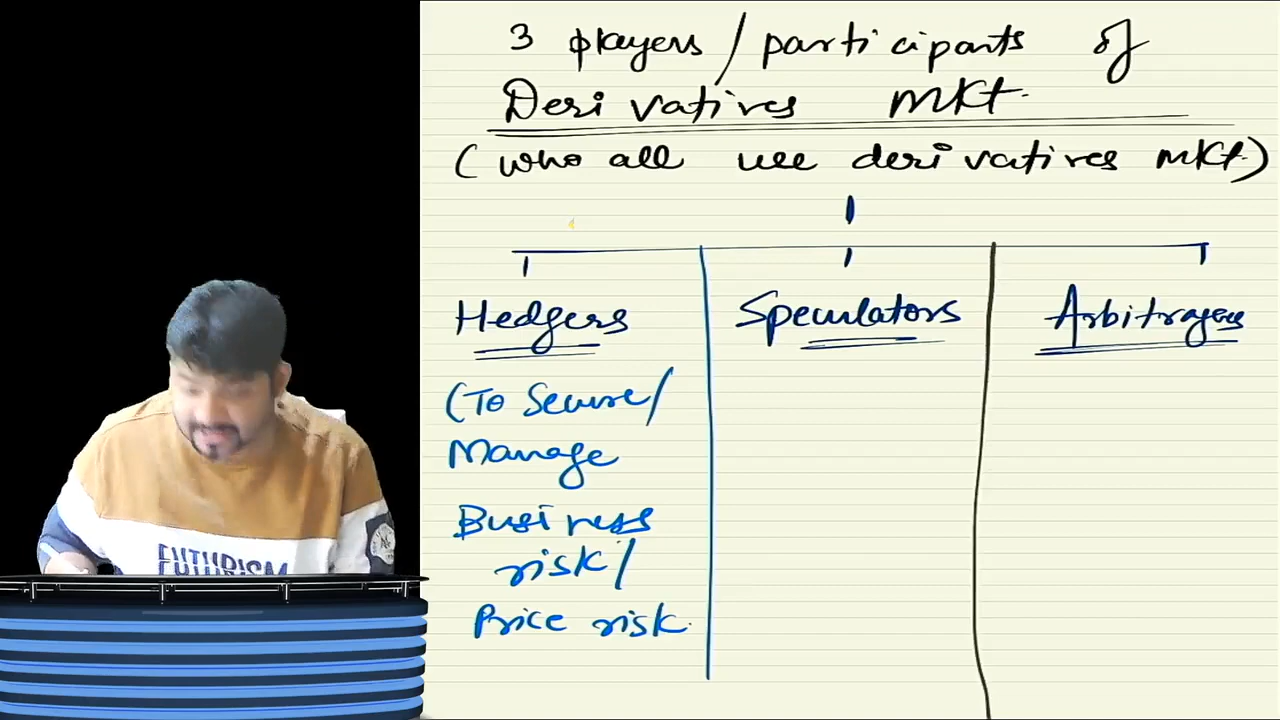 3 players/participants of
Derivatives mkt.
(who all use derivatives mkt.)
Hedgers
Speculators
Arbitragers
(To Secure/
Manage
Business
risk/
Price risk.
FUTURISM